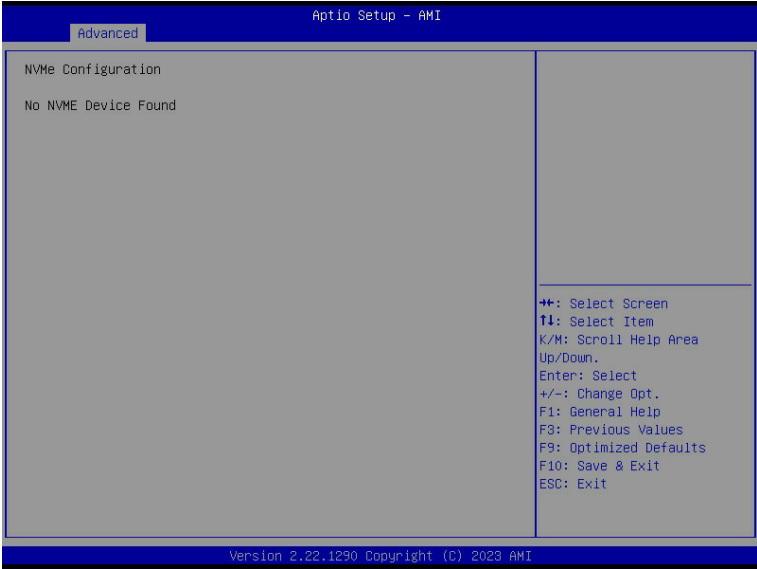 Aptio Setup – AMI
Advanced
NVMe Configuration
No NVME Device Found
→←: Select Screen
↑↓: Select Item
K/M: Scroll Help Area
Up/Down.
Enter: Select
+/-: Change Opt.
F1: General Help
F3: Previous Values
F9: Optimized Defaults
F10: Save & Exit
ESC: Exit
Version 2.22.1290 Copyright (C) 2023 AMI